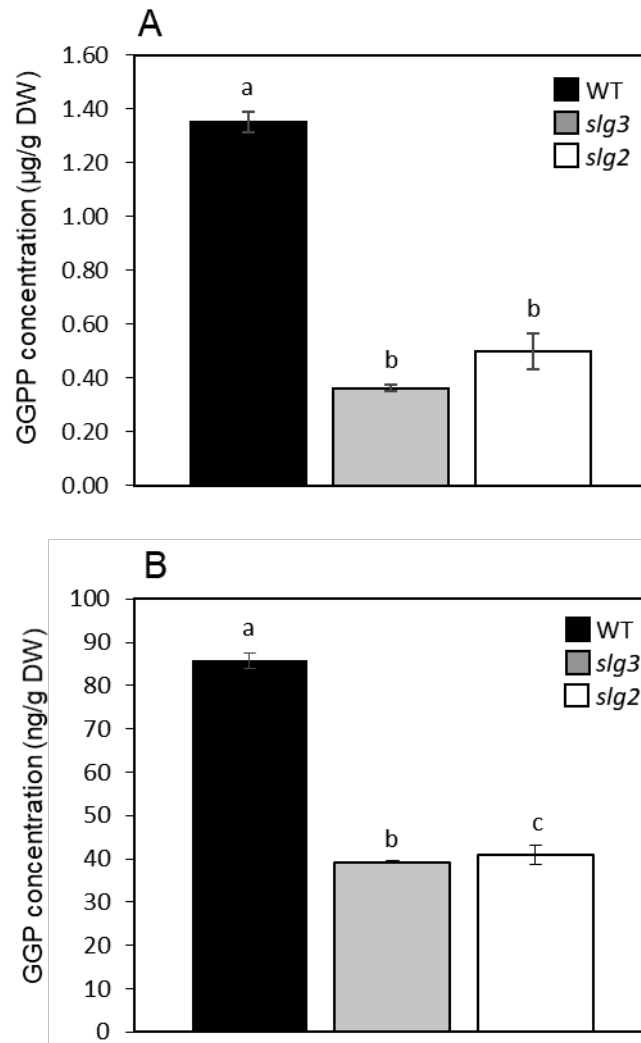 A
GGPP concentration (µg/g DW)
1.60
1.40
1.20
1.00
0.80
0.60
0.40
0.20
0.00
a
b
b
WT
slg3
slg2
B
GGP concentration (ng/g DW)
100
90
80
70
60
50
40
30
20
10
0
a
b
c
WT
slg3
slg2